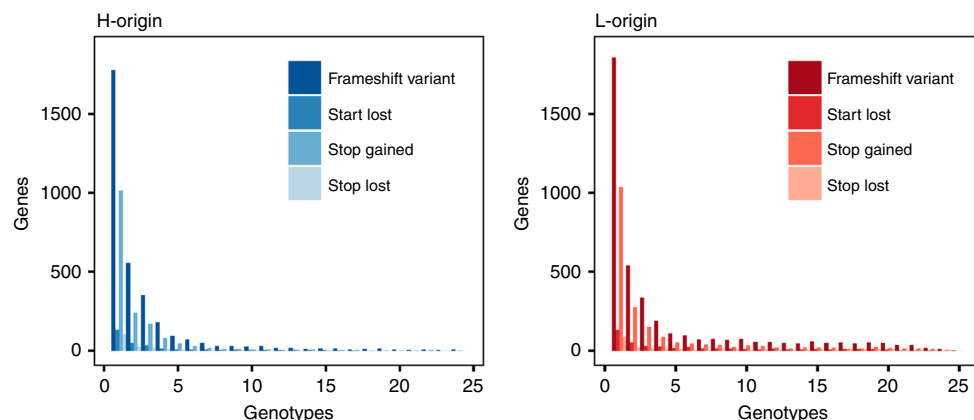 H-origin
Genes
1500
1000
500
0
Frameshift variant
Start lost
Stop gained
Stop lost
0 5 10 15 20 25
Genotypes
L-origin
Genes
1500
1000
500
0
Frameshift variant
Start lost
Stop gained
Stop lost
0 5 10 15 20 25
Genotypes